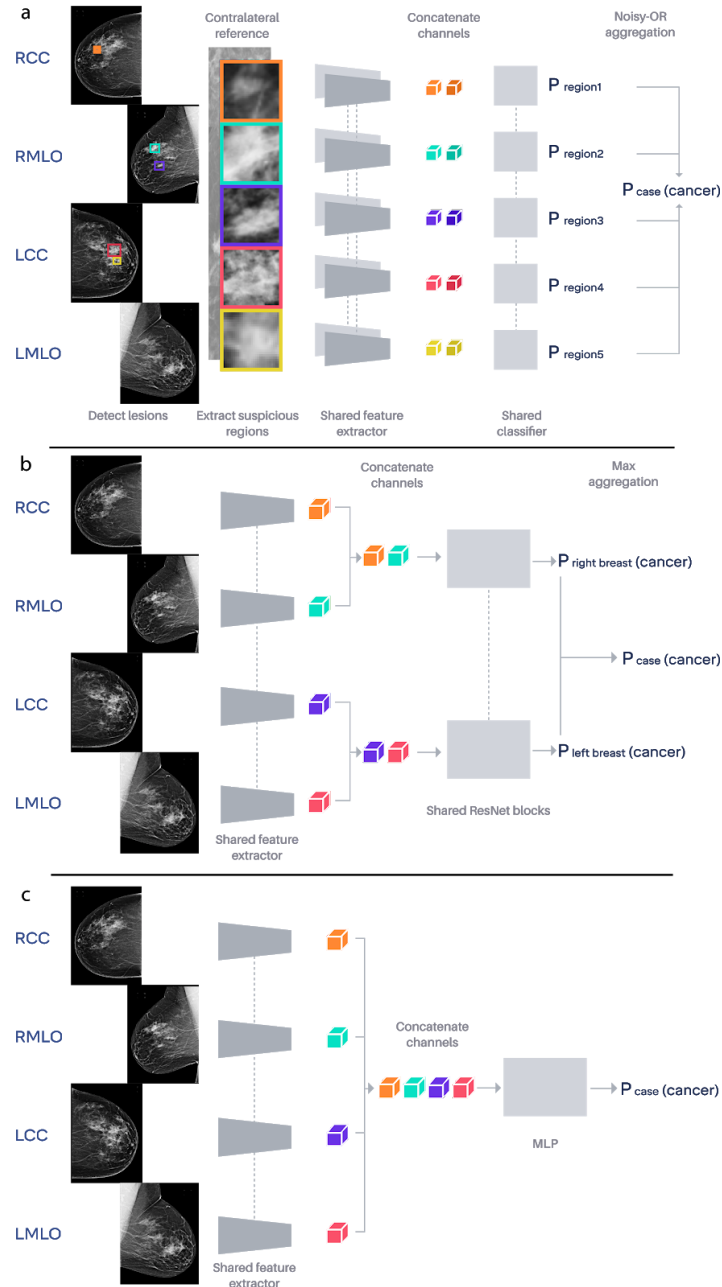 a
Contralateral
reference
Concatenate
channels
Noisy-OR
aggregation
RCC
P region1
RMLO
P region2
P case (cancer)
P region3
LCC
P region4
LMLO
P region5
Detect lesions
Extract suspicious
regions
Shared feature
extractor
Shared
classifier
b
Concatenate
channels
Max
aggregation
RCC
P right breast (cancer)
RMLO
P case (cancer)
LCC
P left breast (cancer)
LMLO
Shared ResNet blocks
Shared feature
extractor
c
RCC
RMLO
Concatenate
channels
P case (cancer)
LCC
MLP
LMLO
Shared feature
extractor